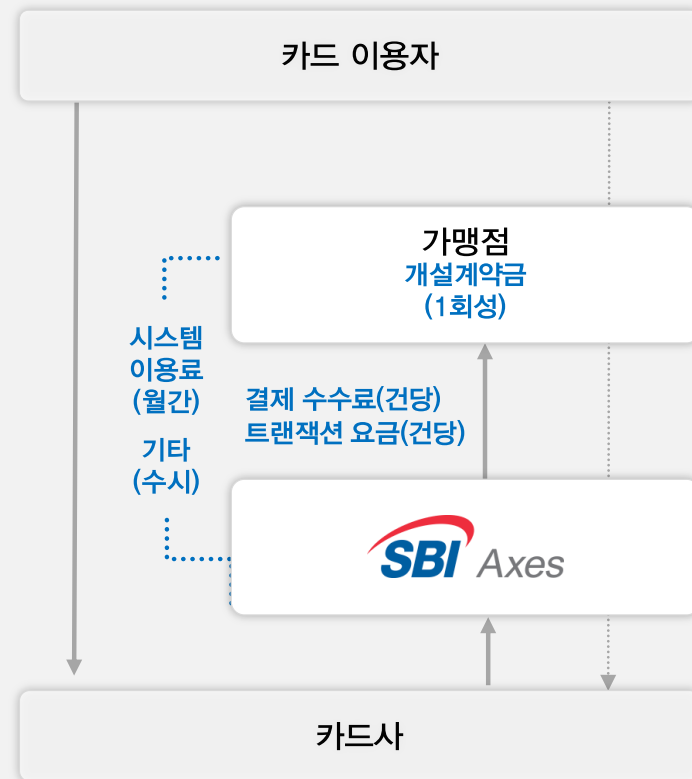 카드 이용자
가맹점
개설계약금
(1회성)
시스템
이용료
(월간)
기타
(수시)
결제 수수료(건당)
트랜잭션 요금(건당)
SBI Axes
카드사